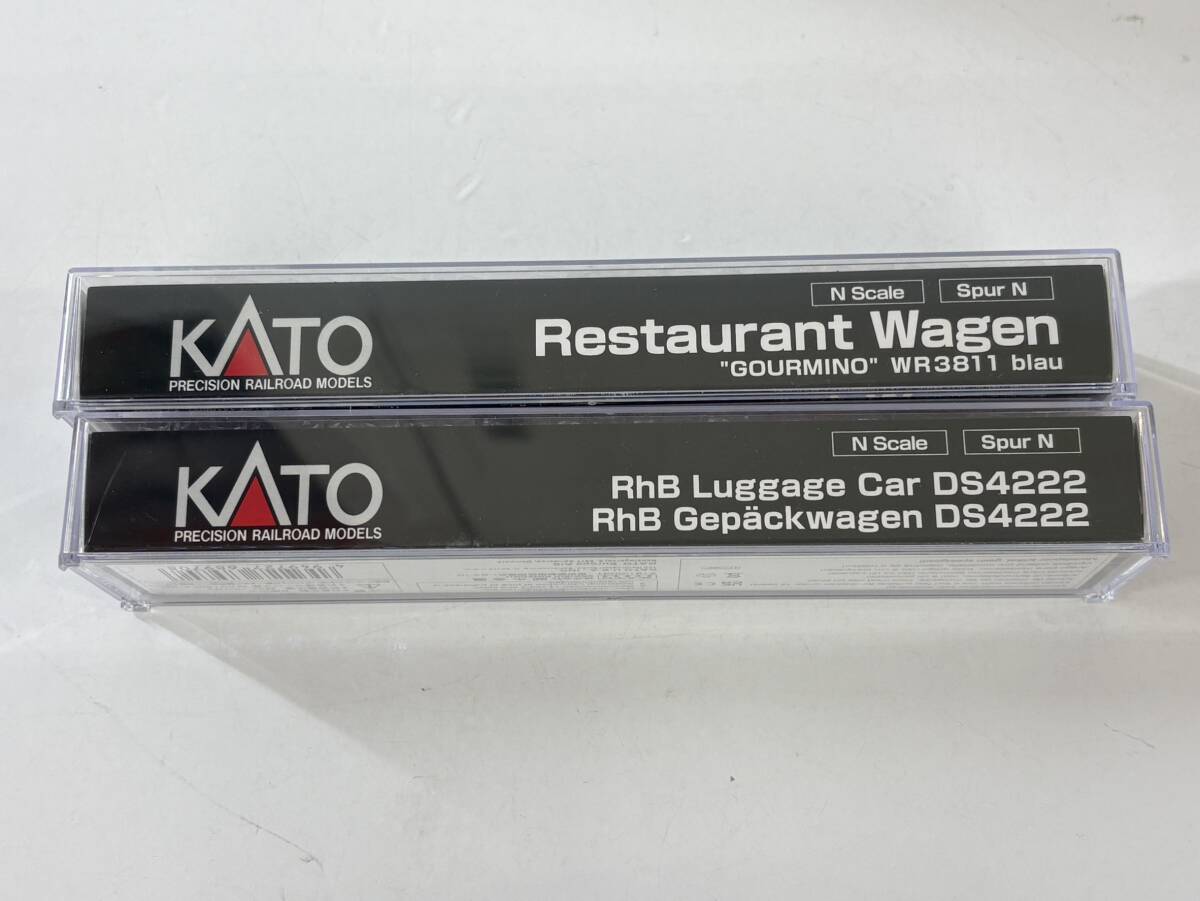 KATO
PRECISION RAILROAD MODELS
N Scale
Spur N
Restaurant Wagen
"GOURMINO" WR3811 blau
KATO
PRECISION RAILROAD MODELS
N Scale
Spur N
RhB Luggage Car DS4222
RhB Gepäckwagen DS4222